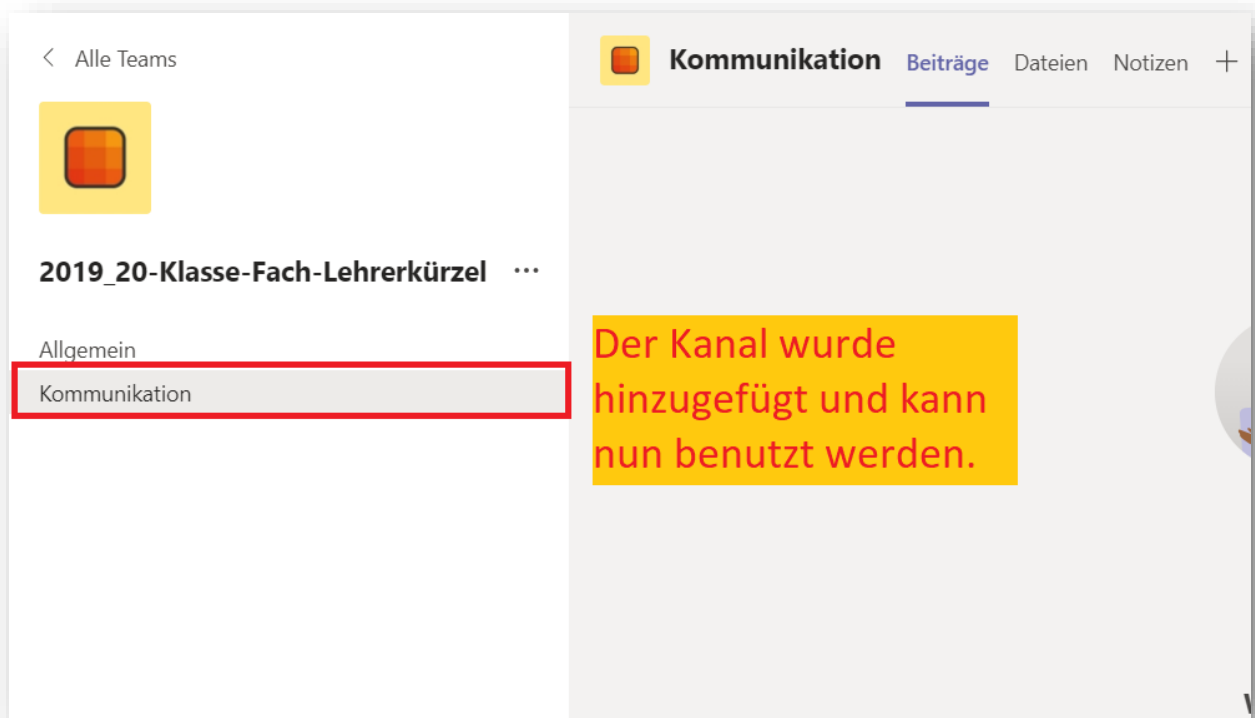 Alle Teams
2019_20-Klasse-Fach-Lehrerkürzel ...
Allgemein
Kommunikation
Kommunikation Beiträge Dateien Notizen +
Der Kanal wurde
hinzugefügt und kann
nun benutzt werden.